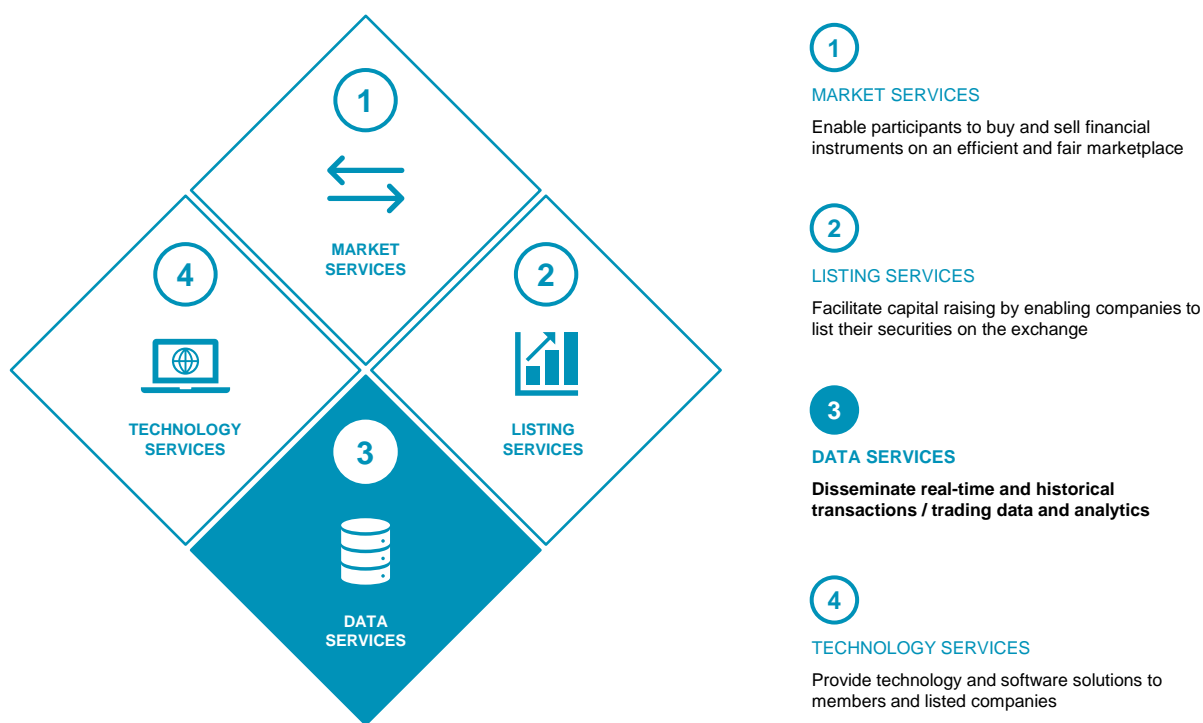 1
MARKET
SERVICES
4
TECHNOLOGY
SERVICES
2
LISTING
SERVICES
3
DATA
SERVICES
1
MARKET SERVICES
Enable participants to buy and sell financial
instruments on an efficient and fair marketplace
2
LISTING SERVICES
Facilitate capital raising by enabling companies to
list their securities on the exchange
3
DATA SERVICES
Disseminate real-time and historical
transactions / trading data and analytics
4
TECHNOLOGY SERVICES
Provide technology and software solutions to
members and listed companies